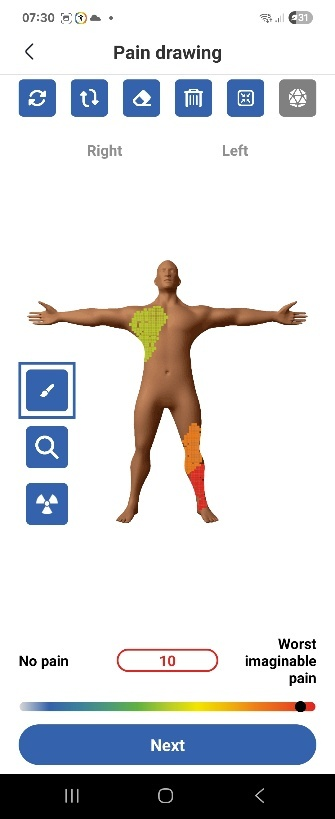 07:30
31
Pain drawing
Right Left
No pain
10
Worst
imaginable
pain
Next